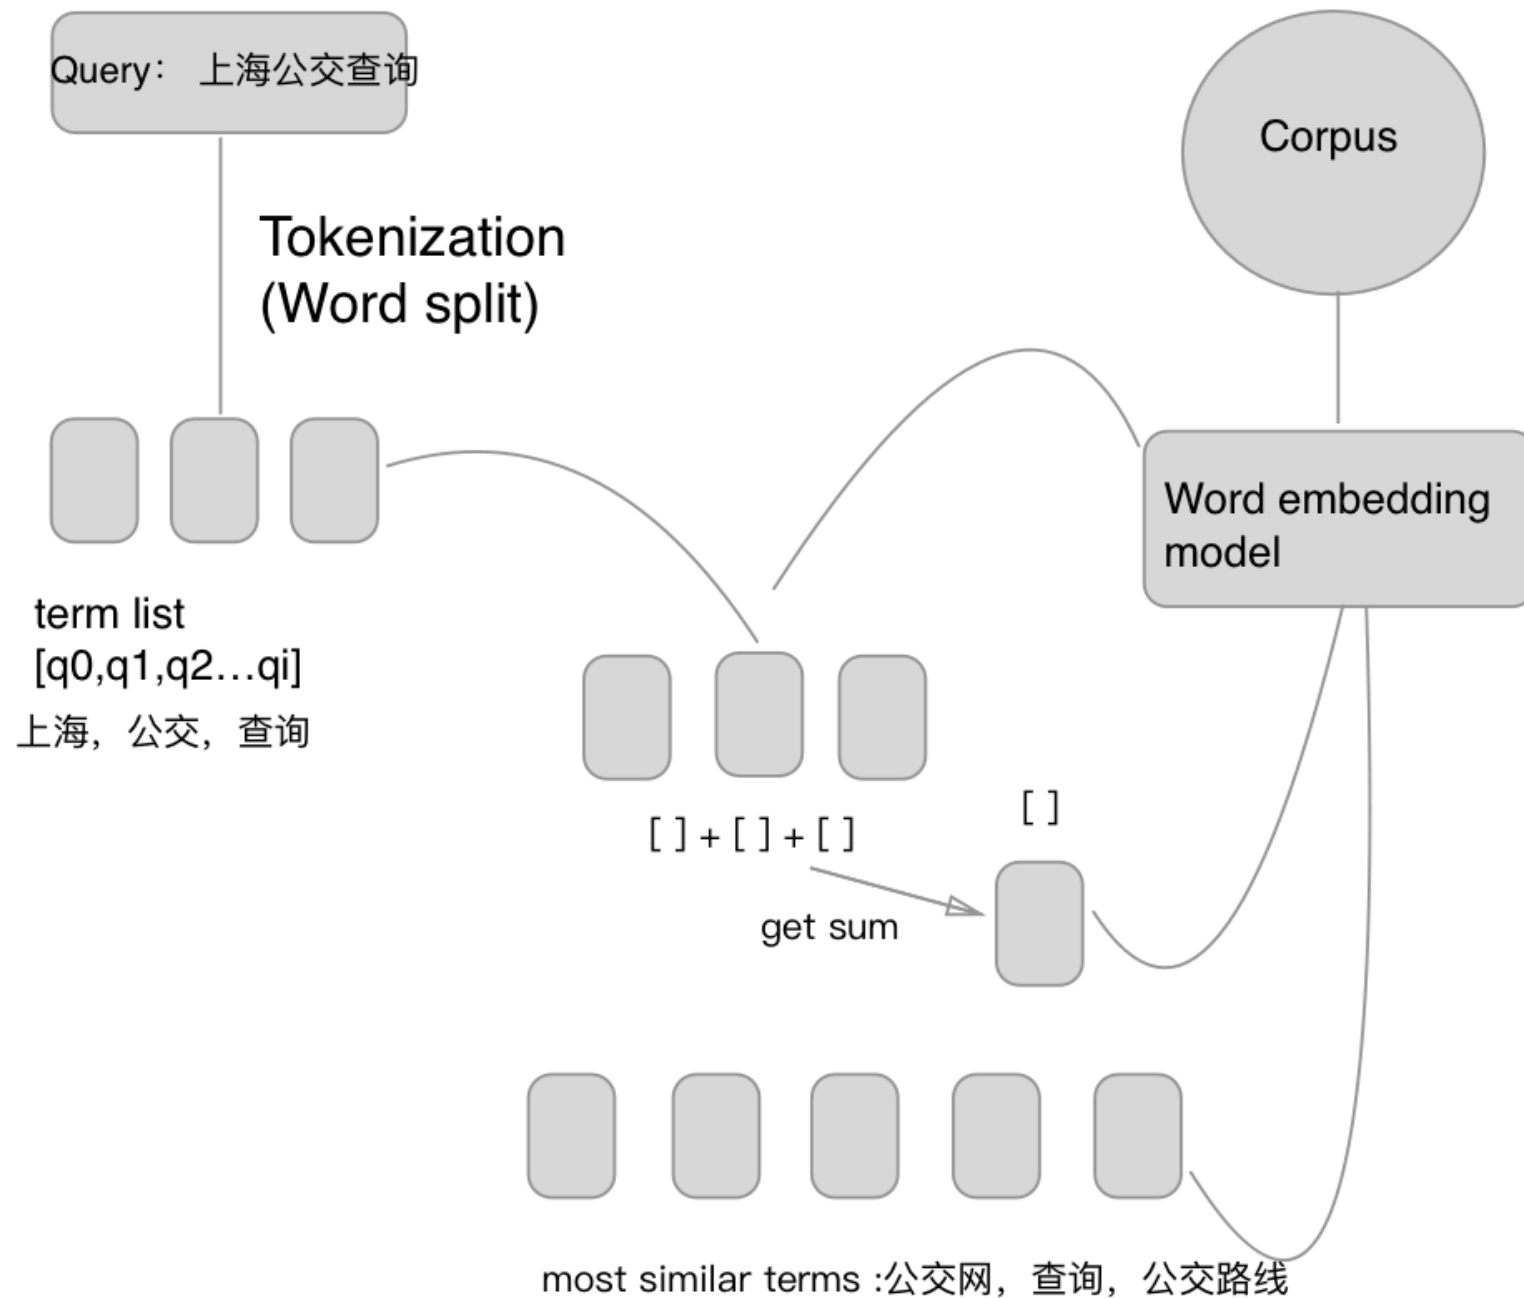 Query： 上海公交查询
Corpus
Tokenization
(Word split)
Word embedding
model
term list
[q0,q1,q2...qi]
上海，公交，查询
[ ] + [ ] + [ ]
[ ]
get sum
most similar terms :公交网，查询，公交路线